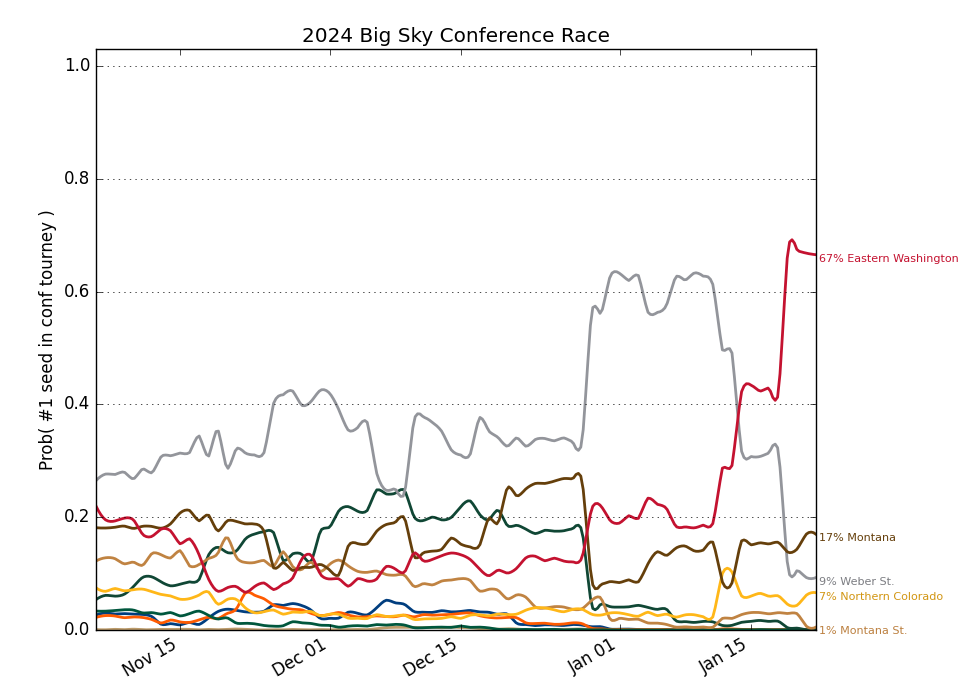 2024 Big Sky Conference Race
Prob( #1 seed in conf tourney )
1.0
0.8
0.6
0.4
0.2
0.0
67% Eastern Washington
17% Montana
9% Weber St.
7% Northern Colorado
1% Montana St.
Nov 15
Dec 01
Dec 15
Jan 01
Jan 15